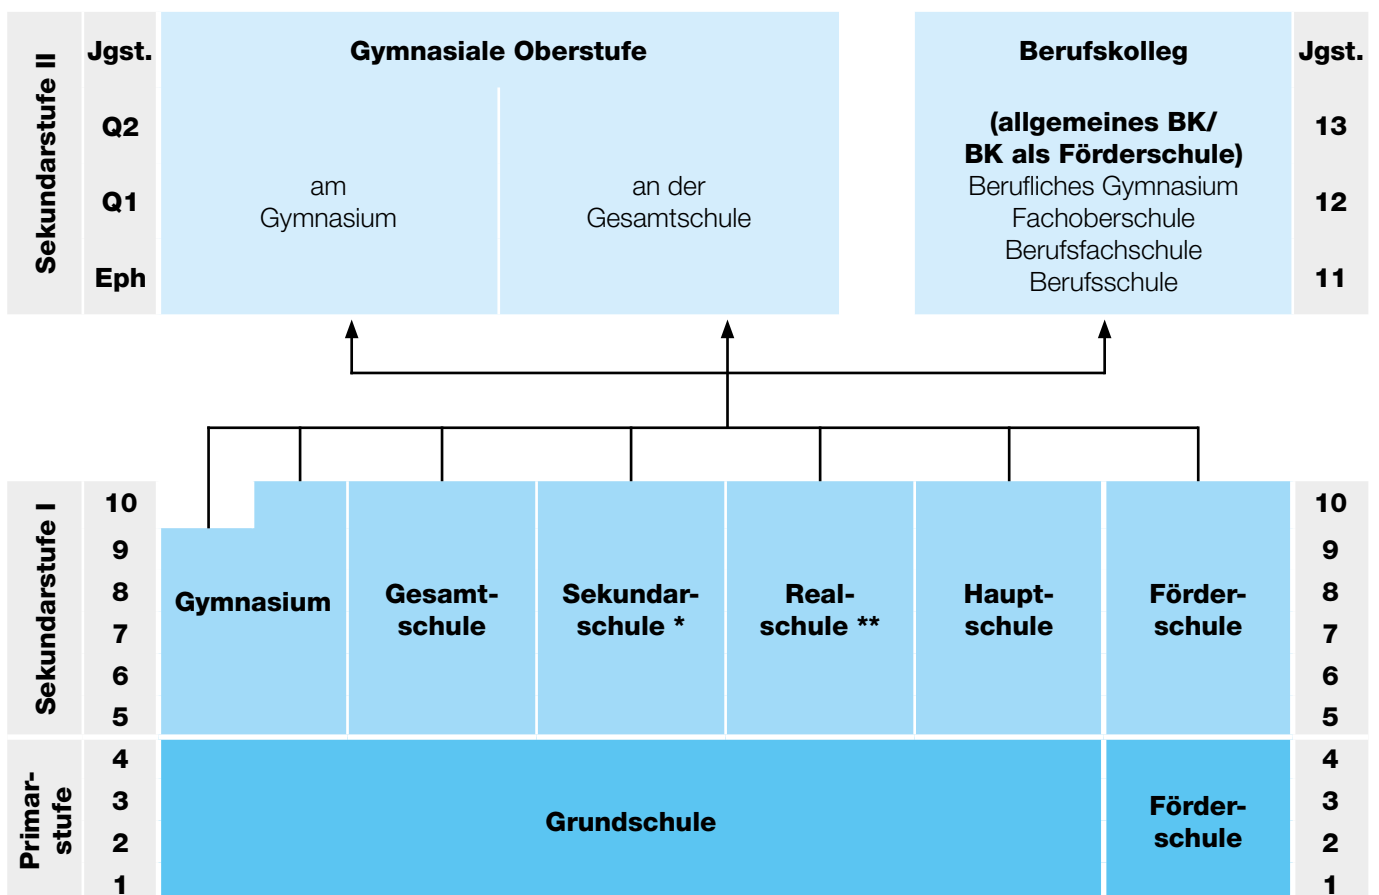 Sekundarstufe II
Jgst.
Gymnasiale Oberstufe
Berufskolleg
Jgst.
Q2
(allgemeines BK/
BK als Förderschule)
13
Q1
am
Gymnasium
an der
Gesamtschule
Berufliches Gymnasium
Fachoberschule
Berufsfachschule
Berufsschule
12
Eph
11
Sekundarstufe I
10
9
8
7
6
5
Gymnasium
Gesamt-
schule
Sekundar-
schule *
Real-
schule **
Haupt-
schule
Förder-
schule
10
9
8
7
6
5
Primar-
stufe
4
3
2
1
Grundschule
Förder-
schule
4
3
2
1